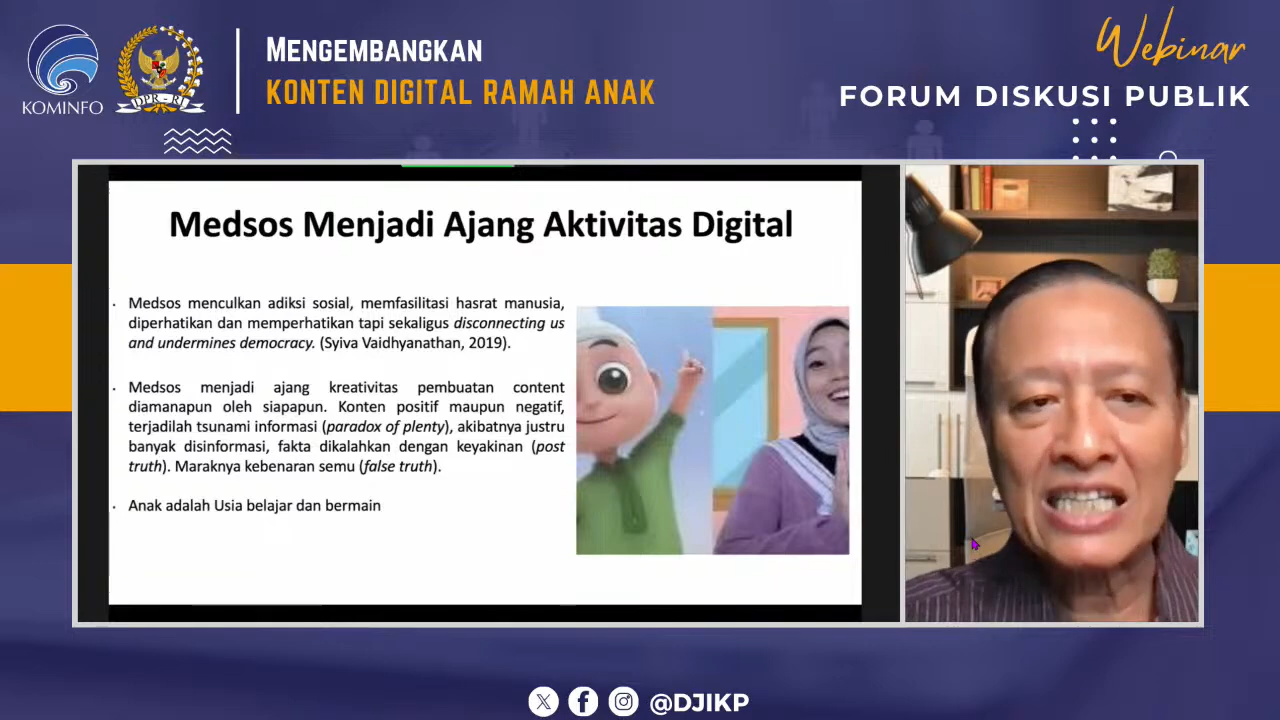 KOMINFO
DPR - RI
MENGEMBANGKAN
KONTEN DIGITAL RAMAH ANAK
Webinar
FORUM DISKUSI PUBLIK
Medsos Menjadi Ajang Aktivitas Digital
Medsos menculkan adiksi sosial, memfasilitasi hasrat manusia,
diperhatikan dan memperhatikan tapi sekaligus disconnecting us
and undermines democracy. (Syiva Vaidhyanathan, 2019).
Medsos menjadi ajang kreativitas pembuatan content
diamanapun oleh siapapun. Konten positif maupun negatif,
terjadilah tsunami informasi (paradox of plenty), akibatnya justru
banyak disinformasi, fakta dikalahkan dengan keyakinan (post
truth). Maraknya kebenaran semu (false truth).
Anak adalah Usia belajar dan bermain
@DJIKP